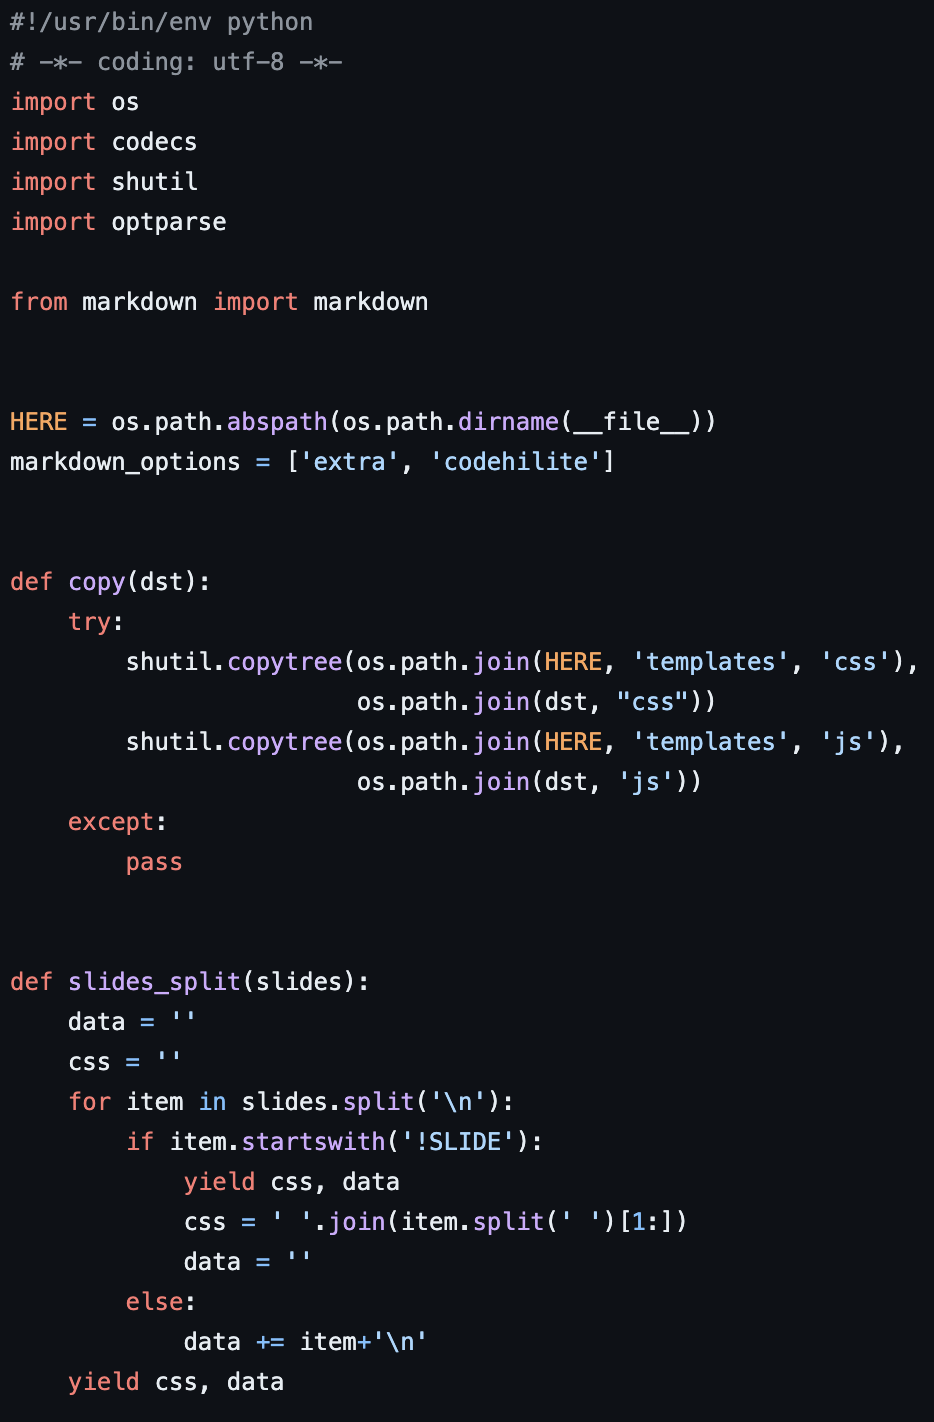 #!/usr/bin/env python
# -*- coding: utf-8 -*-
import os
import codecs
import shutil
import optparse

from markdown import markdown


HERE = os.path.abspath(os.path.dirname(__file__))
markdown_options = ['extra', 'codehilite']


def copy(dst):
    try:
        shutil.copytree(os.path.join(HERE, 'templates', 'css'),
                        os.path.join(dst, "css"))
        shutil.copytree(os.path.join(HERE, 'templates', 'js'),
                        os.path.join(dst, 'js'))
    except:
        pass


def slides_split(slides):
    data = ''
    css = ''
    for item in slides.split('\n'):
        if item.startswith('!SLIDE'):
            yield css, data
            css = ' '.join(item.split(' ')[1:])
            data = ''
        else:
            data += item+'\n'
    yield css, data